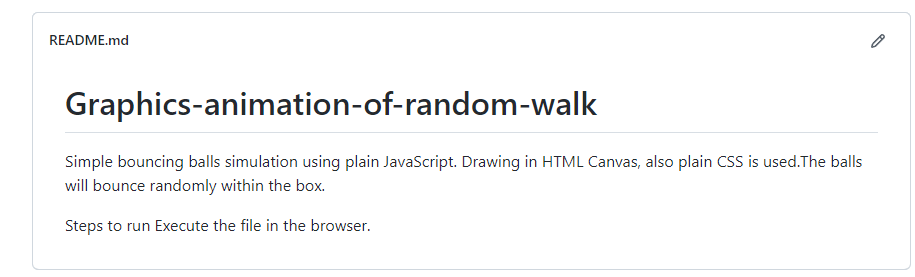 README.md
Graphics-animation-of-random-walk
Simple bouncing balls simulation using plain JavaScript. Drawing in HTML Canvas, also plain CSS is used.The balls
will bounce randomly within the box.
Steps to run Execute the file in the browser.